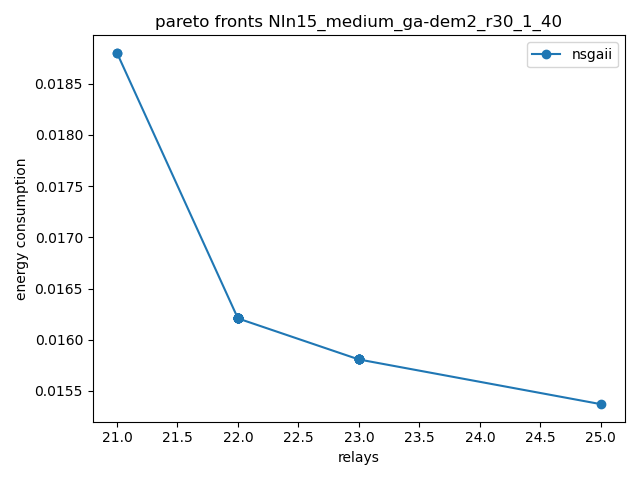 pareto fronts NIn15_medium_ga-dem2_r30_1_40
nsgaii
energy consumption
0.0185
0.0180
0.0175
0.0170
0.0165
0.0160
0.0155
21.0 21.5 22.0 22.5 23.0 23.5 24.0 24.5 25.0
relays